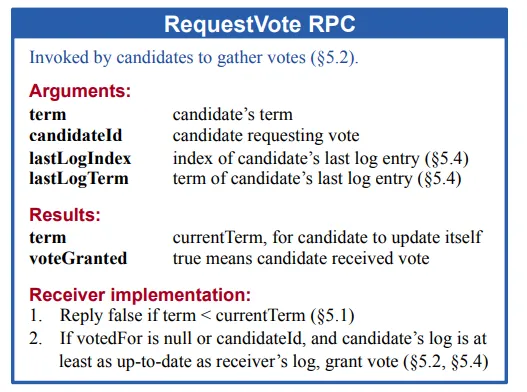 RequestVote RPC
Invoked by candidates to gather votes (§5.2).
Arguments:
term candidate's term
candidateId candidate requesting vote
lastLogIndex index of candidate's last log entry (§5.4)
lastLogTerm term of candidate's last log entry (§5.4)
Results:
term currentTerm, for candidate to update itself
voteGranted true means candidate received vote
Receiver implementation:
1. Reply false if term < currentTerm (§5.1)
2. If votedFor is null or candidateId, and candidate's log is at
least as up-to-date as receiver's log, grant vote (§5.2, §5.4)